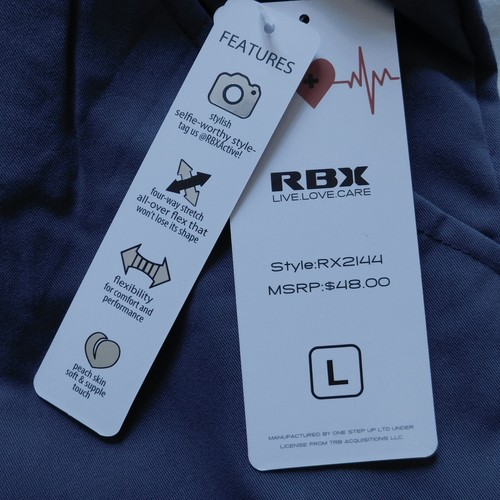 FEATURES
stylish
selfie-worthy style-
tag us @RBXActive!
four-way stretch
all-over flex that
won't lose its shape
flexibility
for comfort and
performance
peach skin
soft & supple
touch
RBX
LIVE.LOVE.CARE
Style:RX2144
MSRP:$48.00
L
MANUFACTURED BY ONE STEP UP LTD UNDER
LICENSE FROM TRB ACQUISITIONS LLC